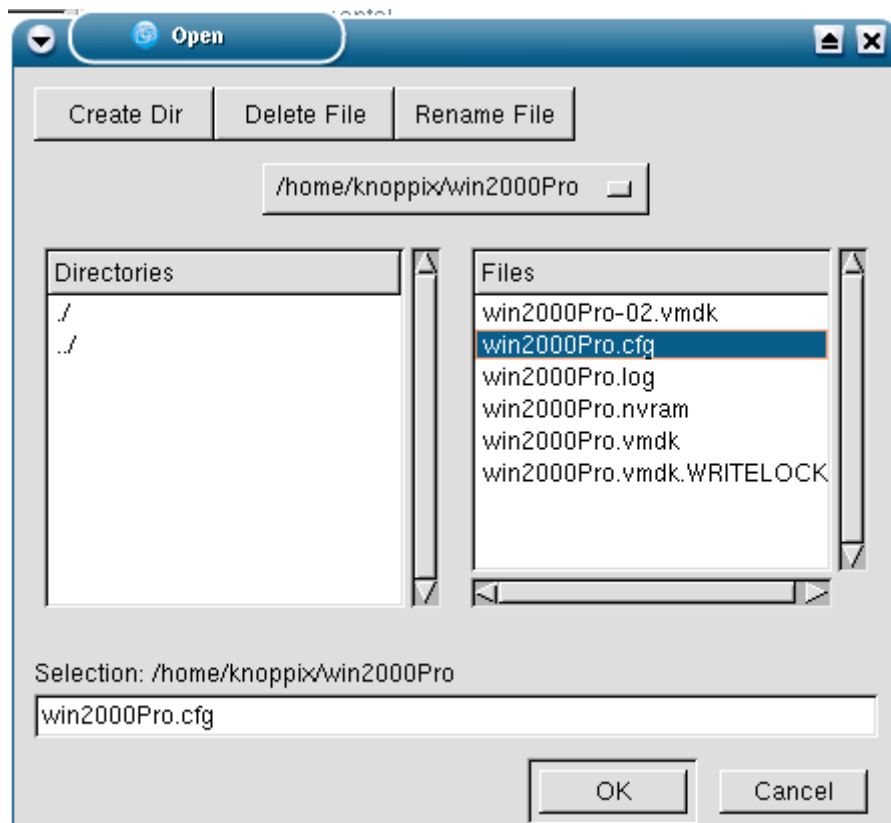 Open
Create Dir Delete File Rename File
/home/knoppix/win2000Pro
Directories
./
../
Files
win2000Pro-02.vmdk
win2000Pro.cfg
win2000Pro.log
win2000Pro.nvram
win2000Pro.vmdk
win2000Pro.vmdk.WRITELOCK
Selection: /home/knoppix/win2000Pro
win2000Pro.cfg
OK Cancel